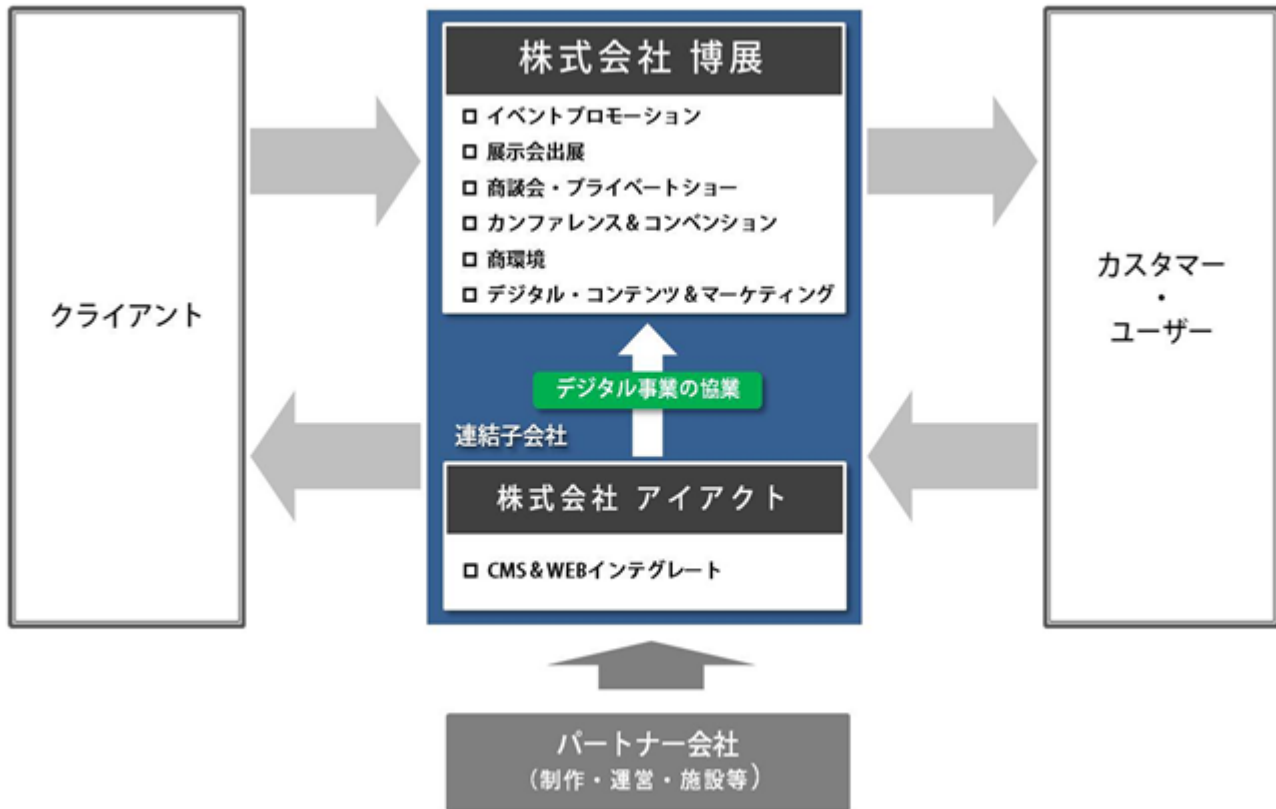 クライアント
株式会社 博展
イベントプロモーション
展示会出展
商談会・プライベートショー
カンファレンス&コンベンション
商環境
デジタル・コンテンツ&マーケティング
デジタル事業の協業
連結子会社
株式会社 アイアクト
CMS&WEBインテグレート
カスタマー
・
ユーザー
パートナー会社
(制作・運営・施設等)